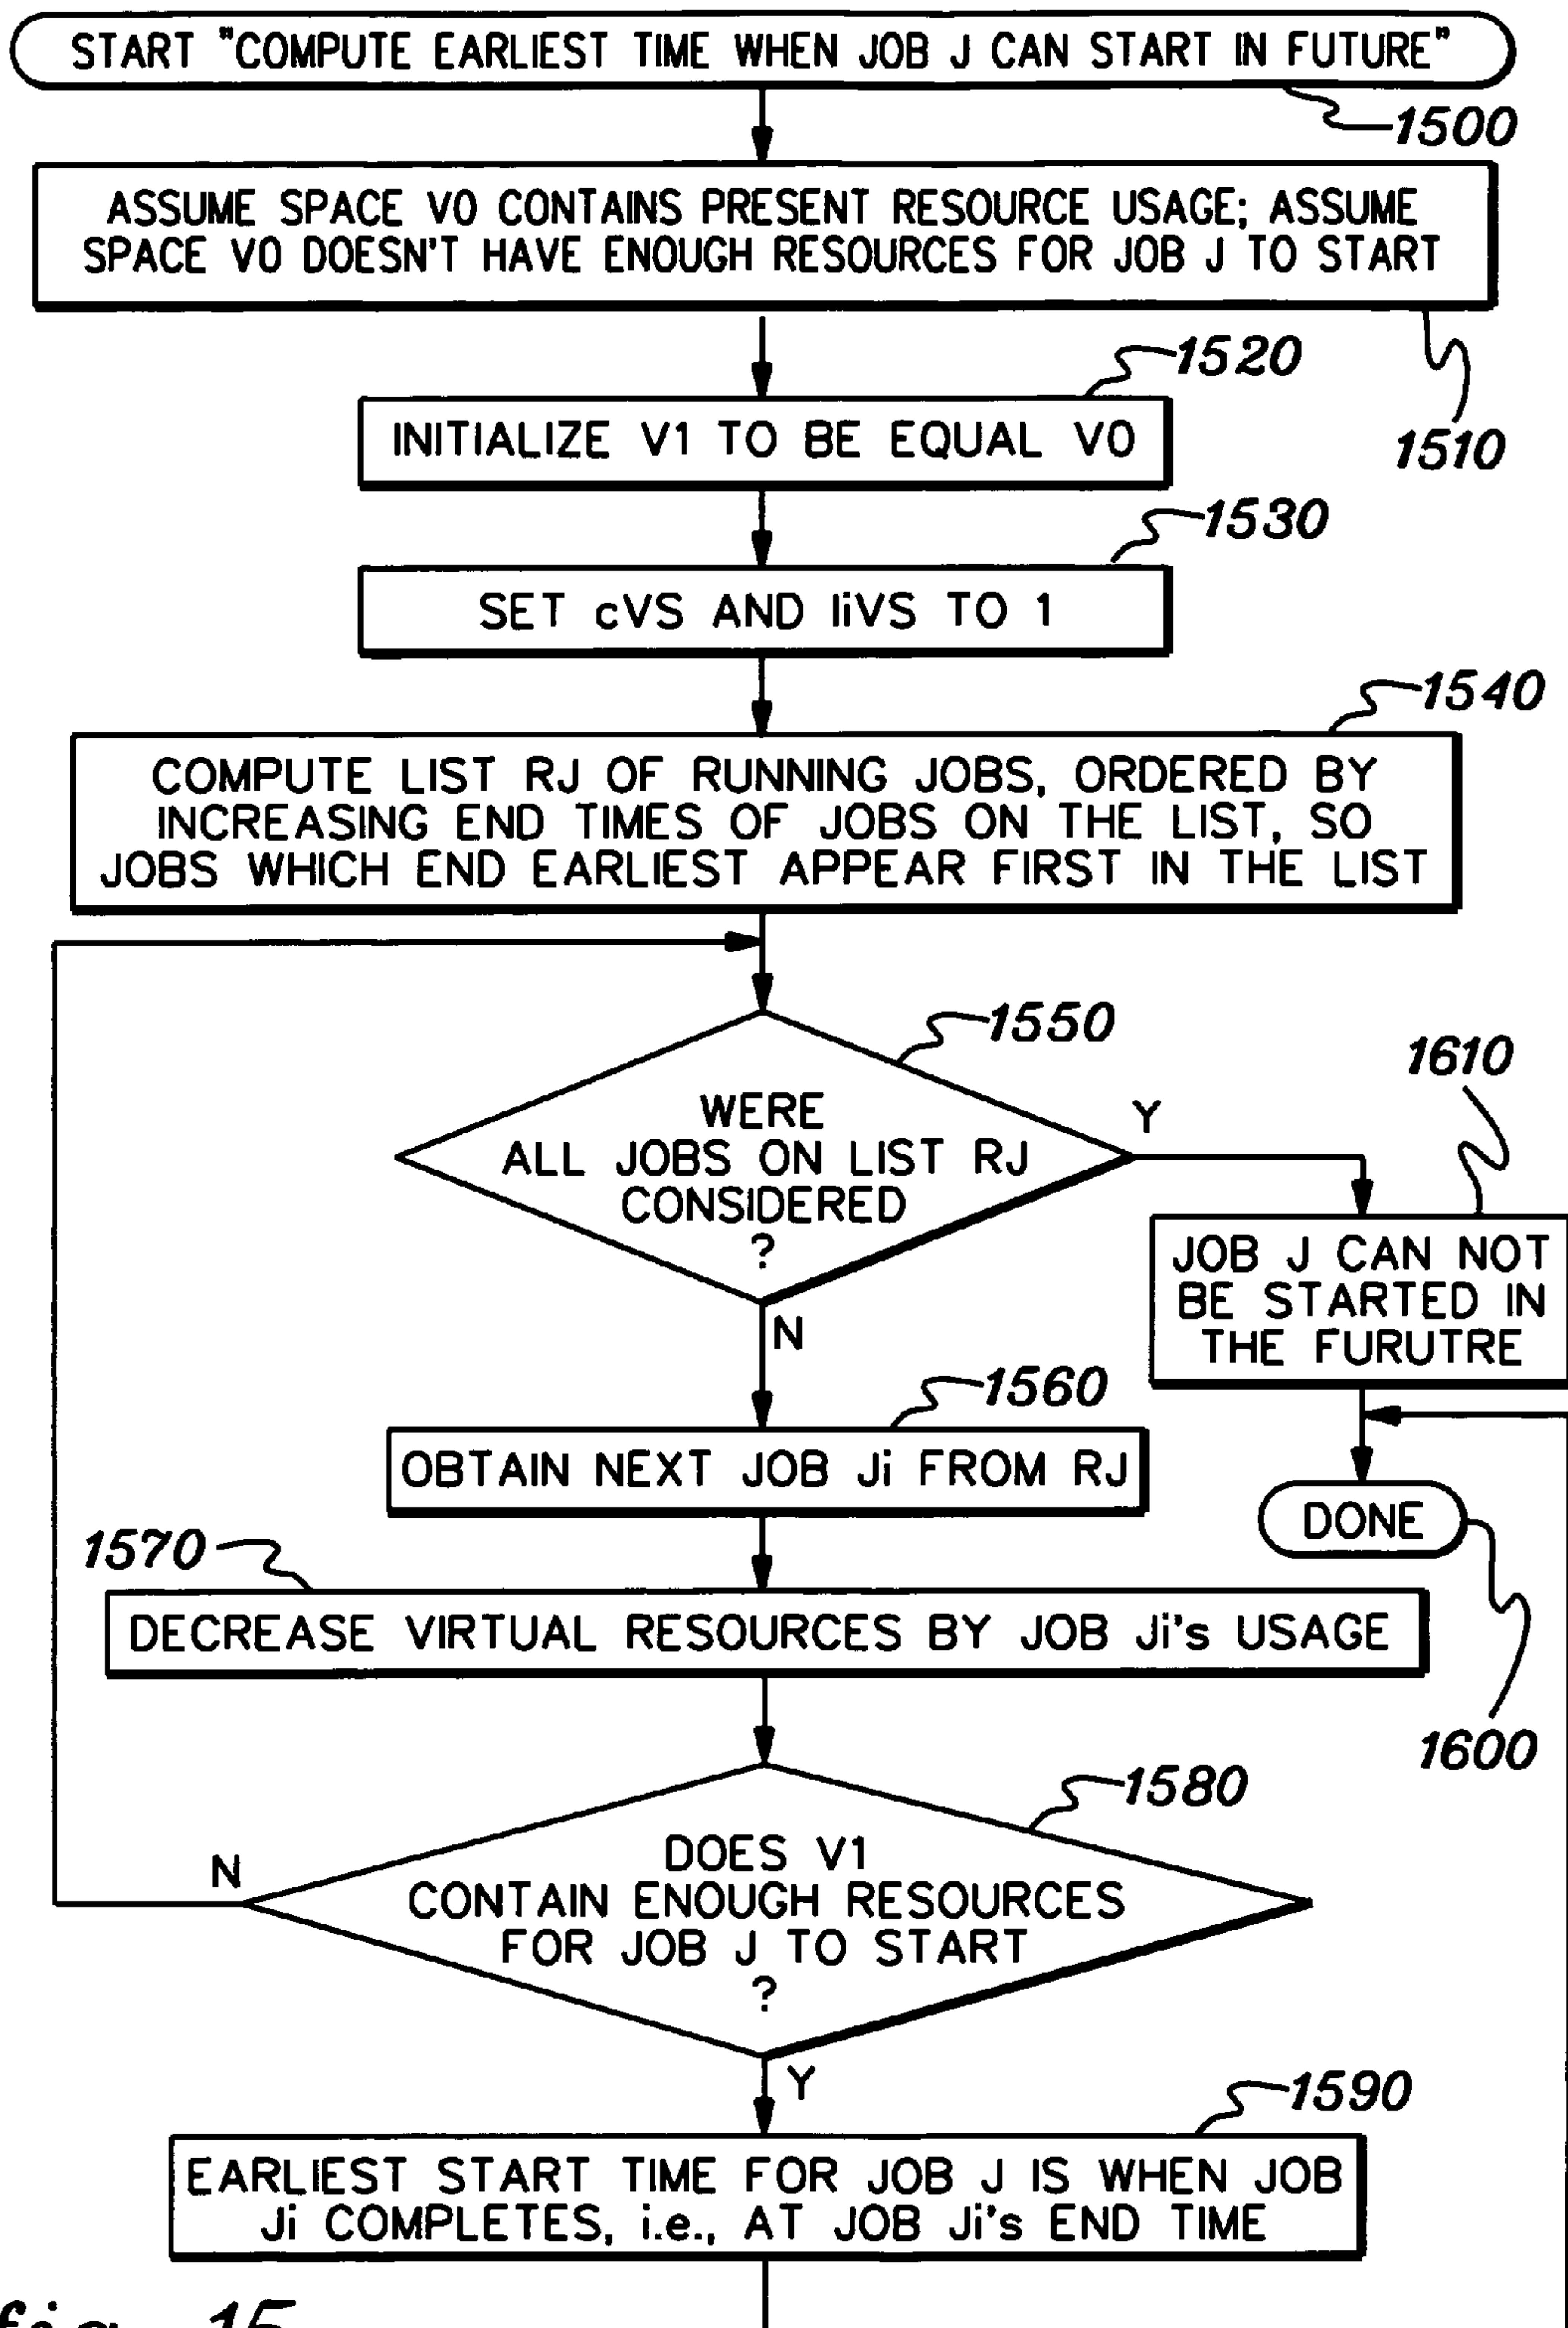 START "COMPUTE EARLIEST TIME WHEN JOB J CAN START IN FUTURE"
1500
ASSUME SPACE V0 CONTAINS PRESENT RESOURCE USAGE; ASSUME
SPACE V0 DOESN'T HAVE ENOUGH RESOURCES FOR JOB J TO START
1510
1520
INITIALIZE V1 TO BE EQUAL V0
1530
SET cVS AND liVS TO 1
1540
COMPUTE LIST RJ OF RUNNING JOBS, ORDERED BY
INCREASING END TIMES OF JOBS ON THE LIST, SO
JOBS WHICH END EARLIEST APPEAR FIRST IN THE LIST
1550
WERE
ALL JOBS ON LIST RJ
CONSIDERED
?
Y
N
1610
JOB J CAN NOT
BE STARTED IN
THE FURUTRE
1560
OBTAIN NEXT JOB Ji FROM RJ
DONE
1600
1570
DECREASE VIRTUAL RESOURCES BY JOB Ji's USAGE
1580
DOES V1
CONTAIN ENOUGH RESOURCES
FOR JOB J TO START
?
N
Y
1590
EARLIEST START TIME FOR JOB J IS WHEN JOB
Ji COMPLETES, i.e., AT JOB Ji's END TIME
fig. 15